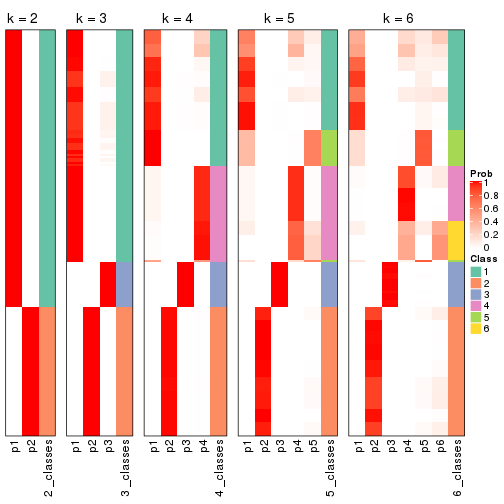 k = 2
k = 3
k = 4
k = 5
k = 6
Prob
1
0.8
0.6
0.4
0.2
0
Class
1
2
3
4
5
6
p1
p2
2_classes
p1
p2
p3
3_classes
p1
p2
p3
p4
4_classes
p1
p2
p3
p4
p5
5_classes
p1
p2
p3
p4
p5
p6
6_classes